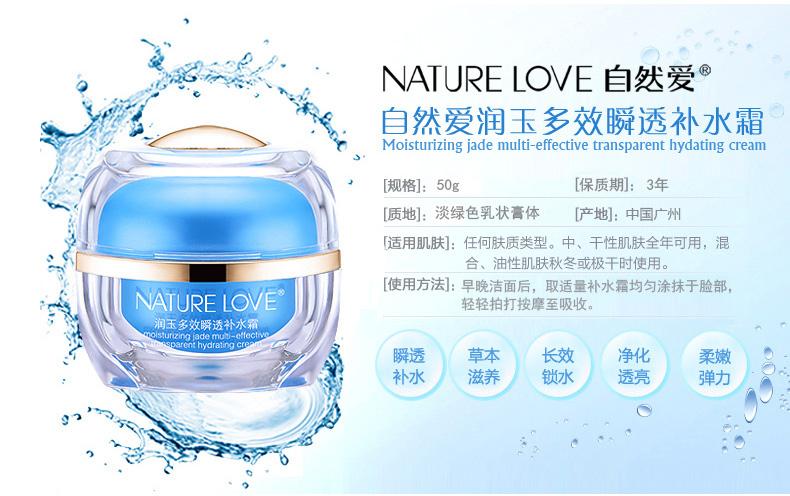 NATURE LOVE 自然爱®
自然爱润玉多效瞬透补水霜
Moisturizing jade multi-effective transparent hydating cream
[规格]：50g
[保质期]：3年
[质地]：淡绿色乳状膏体
[产地]：中国广州
[适用肌肤]：任何肤质类型。中、干性肌肤全年可用，混
合、油性肌肤秋冬或极干时使用。
[使用方法]：早晚洁面后，取适量补水霜均匀涂抹于脸部，
轻轻拍打按摩至吸收。
瞬透
补水
草本
滋养
长效
锁水
净化
透亮
柔嫩
弹力
NATURE LOVE®
润玉多效瞬透补水霜
moisturizing jade multi-effective
transparent hydrating cream